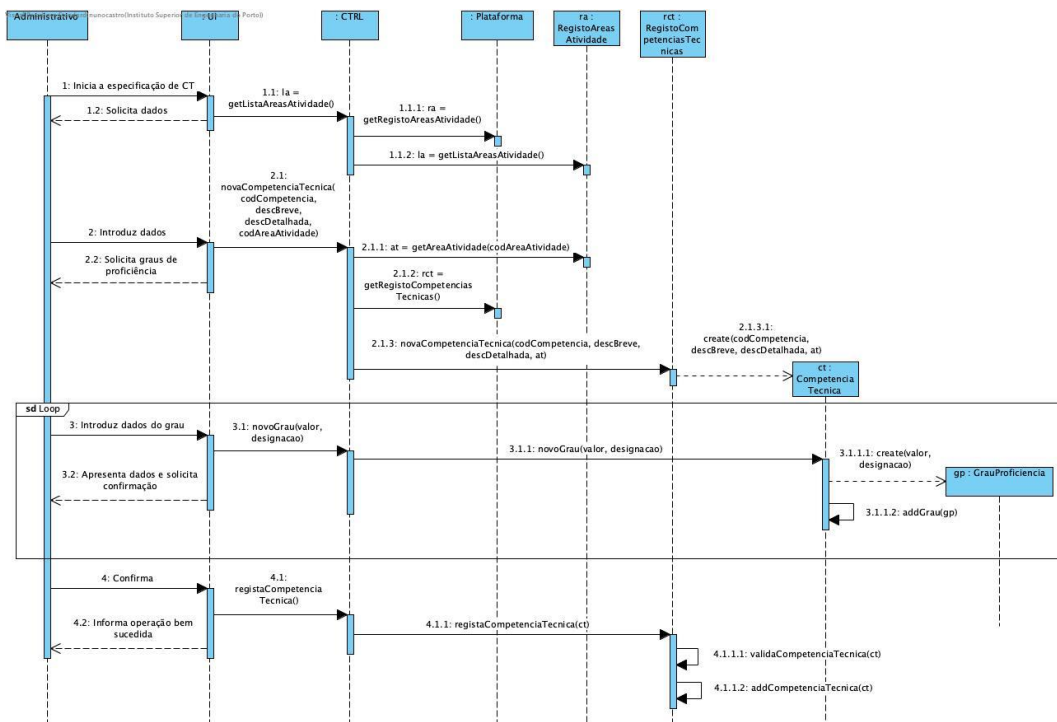 nunocastro(Instituto Superior de Engenharia do Porto))
Administrativo
: UI
: CTRL
: Plataforma
ra :
RegistoAreas
Atividade
rct :
RegistoCom
petenciasTec
nicas
1: Inicia a especificação de CT
1.1: la =
getListaAreasAtividade()
1.2: Solicita dados
1.1.1: ra =
getRegistoAreasAtividade()
1.1.2: la = getListaAreasAtividade()
2.1:
novaCompetenciaTecnica(
codCompetencia,
descBreve,
descDetalhada,
codAreaAtividade)
2: Introduz dados
2.1.1: at = getAreaAtividade(codAreaAtividade)
2.2: Solicita graus de
proficiência
2.1.2: rct =
getRegistoCompetencias
Tecnicas()
2.1.3: novaCompetenciaTecnica(codCompetencia, descBreve,
descDetalhada, at)
2.1.3.1:
create(codCompetencia,
descBreve, descDetalhada, at)
ct :
Competencia
Tecnica
sd Loop
3: Introduz dados do grau
3.1: novoGrau(valor,
designacao)
3.1.1: novoGrau(valor, designacao)
3.1.1.1: create(valor,
designacao)
gp : GrauProficiencia
3.2: Apresenta dados e solicita
confirmação
3.1.1.2: addGrau(gp)
4: Confirma
4.1:
registaCompetencia
Tecnica()
4.2: Informa operação bem
sucedida
4.1.1: registaCompetenciaTecnica(ct)
4.1.1.1: validaCompetenciaTecnica(ct)
4.1.1.2: addCompetenciaTecnica(ct)